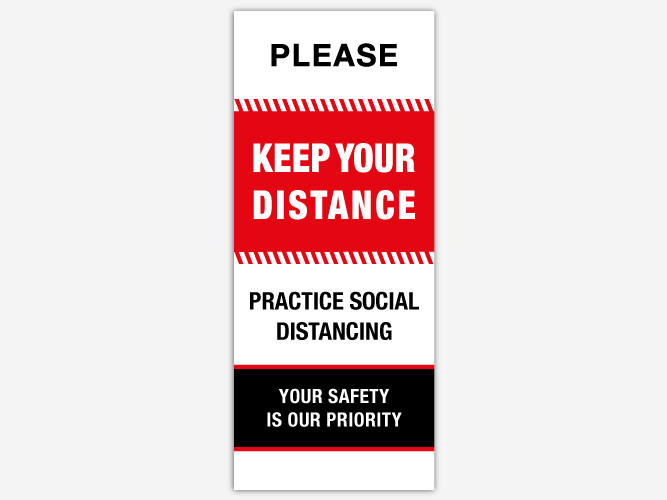 PLEASE
KEEP YOUR
DISTANCE
PRACTICE SOCIAL
DISTANCING
YOUR SAFETY
IS OUR PRIORITY